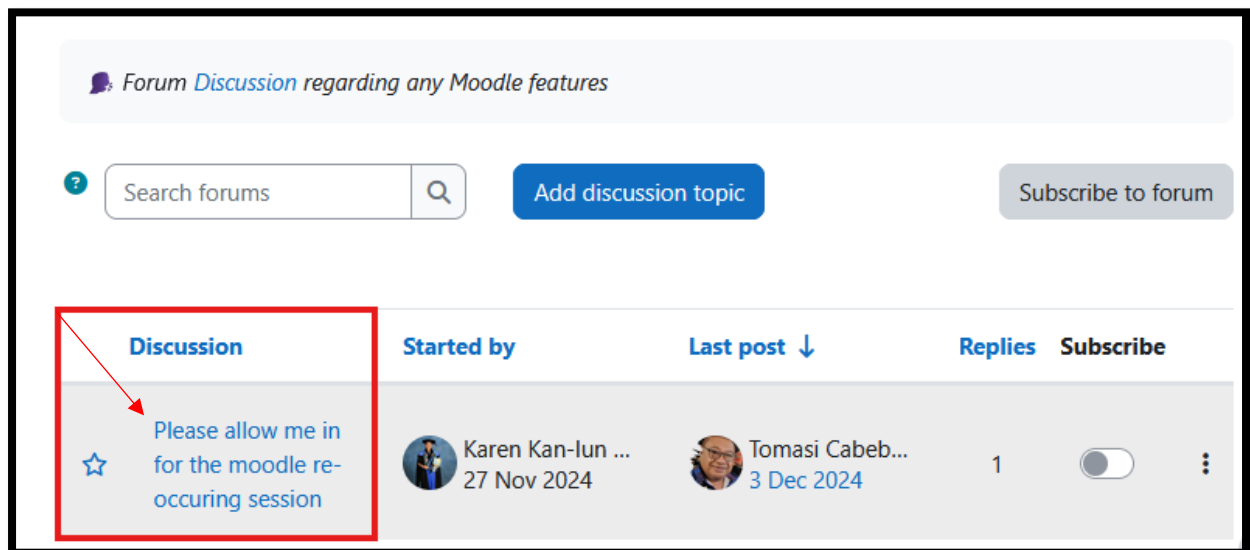 Forum Discussion regarding any Moodle features
?
Search forums
Add discussion topic
Subscribe to forum
Discussion
Started by
Last post ↓
Replies
Subscribe
Please allow me in
for the moodle re-
occuring session
Karen Kan-lun ...
27 Nov 2024
Tomasi Cabeb...
3 Dec 2024
1